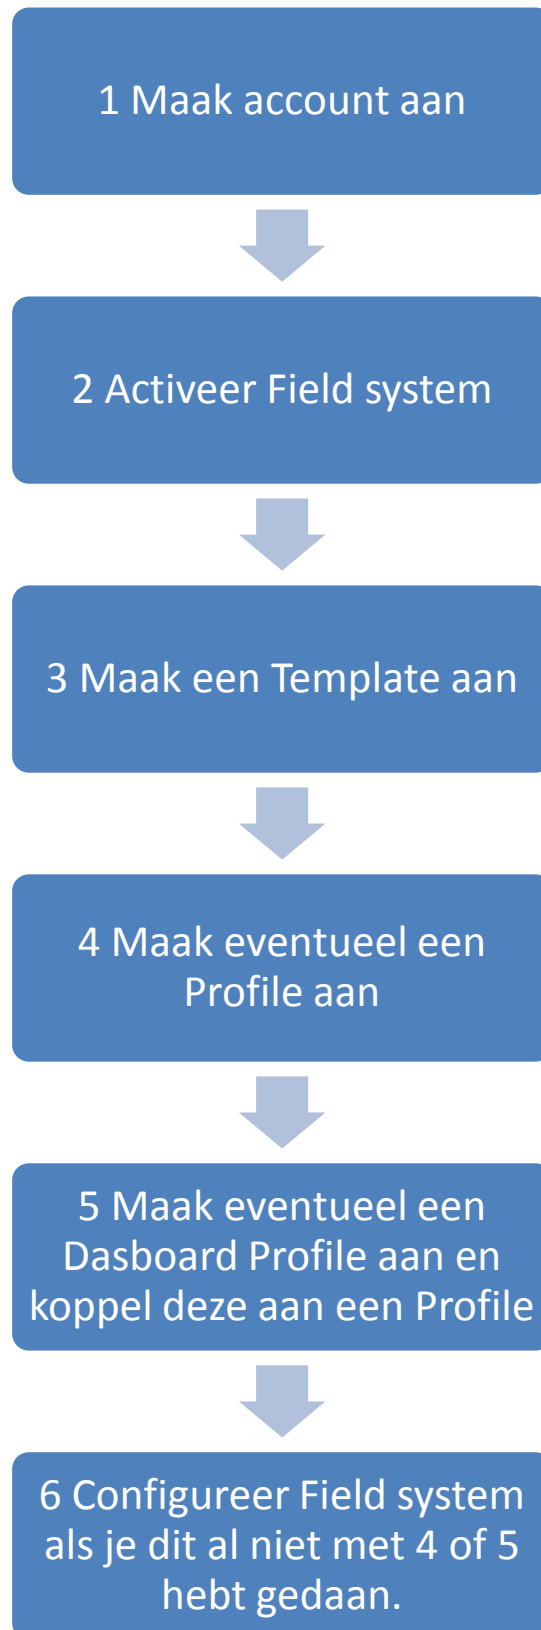 1 Maak account aan
2 Activeer Field system
3 Maak een Template aan
4 Maak eventueel een
Profile aan
5 Maak eventueel een
Dasboard Profile aan en
koppel deze aan een Profile
6 Configureer Field system
als je dit al niet met 4 of 5
hebt gedaan.